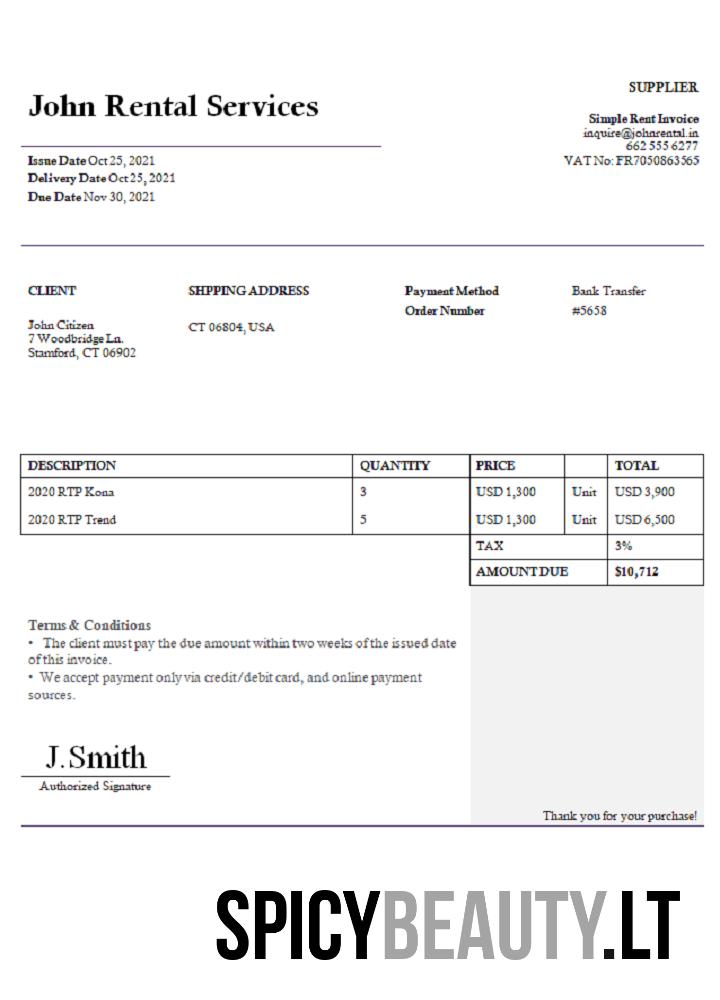 John Rental Services
SUPPLIER
Simple Rent Invoice
inquire@johnrental.in
662 555 6277
VAT No: FR7050863565
Issue Date Oct 25, 2021
Delivery Date Oct 25, 2021
Due Date Nov 30, 2021
CLIENT
John Citizen
7 Woodbridge Ln.
Stamford, CT 06902
SHPPING ADDRESS
CT 06804, USA
Payment Method Bank Transfer
Order Number #5658
DESCRIPTION QUANTITY PRICE TOTAL
2020 RTP Kona 3 USD 1,300 Unit USD 3,900
2020 RTP Trend 5 USD 1,300 Unit USD 6,500
TAX 3%
AMOUNT DUE $10,712
Terms & Conditions
• The client must pay the due amount within two weeks of the issued date
of this invoice.
• We accept payment only via credit/debit card, and online payment
sources.
J. Smith
Authorized Signature
Thank you for your purchase!
SPICYBEAUTY.LT